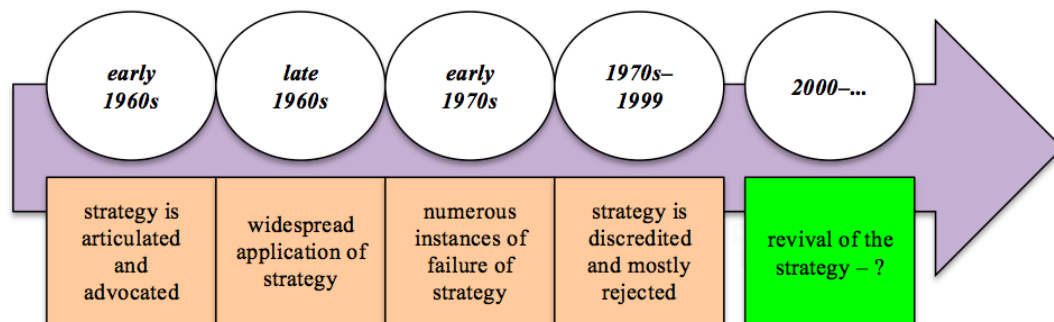 early
1960s
late
1960s
early
1970s
1970s–
1999
2000–...
strategy is
articulated
and
advocated
widespread
application of
strategy
numerous
instances of
failure of
strategy
strategy is
discredited
and mostly
rejected
revival of the
strategy – ?